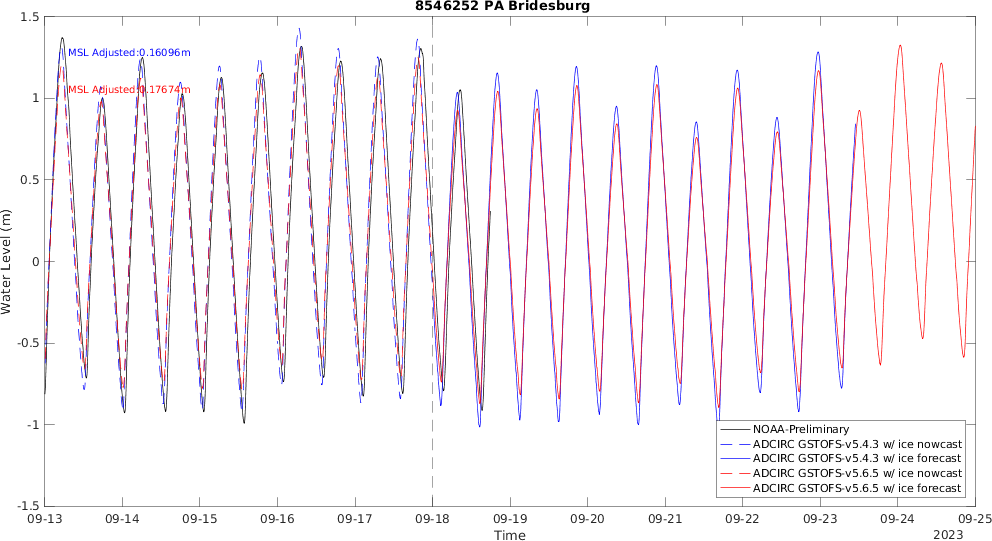 8546252 PA Bridesburg
Water Level (m)
1.5
1
0.5
0
-0.5
-1
-1.5
MSL Adjusted:0.16096m
MSL Adjusted:0.17674m
NOAA-Preliminary
ADCIRC GSTOFS-v5.4.3 w/ ice nowcast
ADCIRC GSTOFS-v5.4.3 w/ ice forecast
ADCIRC GSTOFS-v5.6.5 w/ ice nowcast
ADCIRC GSTOFS-v5.6.5 w/ ice forecast
09-13 09-14 09-15 09-16 09-17 09-18 09-19 09-20 09-21 09-22 09-23 09-24 09-25
Time
2023